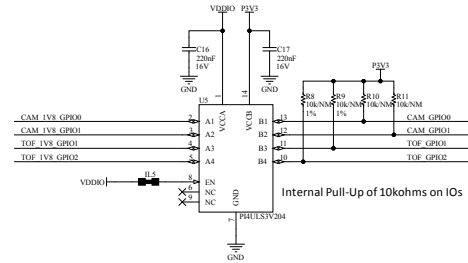 VDDIO P3V3
C16
220nF
16V
GND
C17
220nF
16V
GND
P3V3
R8 R9 R10 R11
10k/NM 10k/NM 10k/NM 10k/NM
1% 1%
U5
1 14
VCCA VCCB
CAM_1V8_GPIO0 2 A1 B1 13 CAM_GPIO0
CAM_1V8_GPIO1 3 A2 B2 12 CAM_GPIO1
TOF_1V8_GPIO1 4 A3 B3 11 TOF_GPIO1
TOF_1V8_GPIO2 5 A4 B4 10 TOF_GPIO2
VDDIO IL5 8 EN
6 NC
9 NC
GND
7
PI4ULS3V204
Internal Pull-Up of 10kohms on IOs
GND